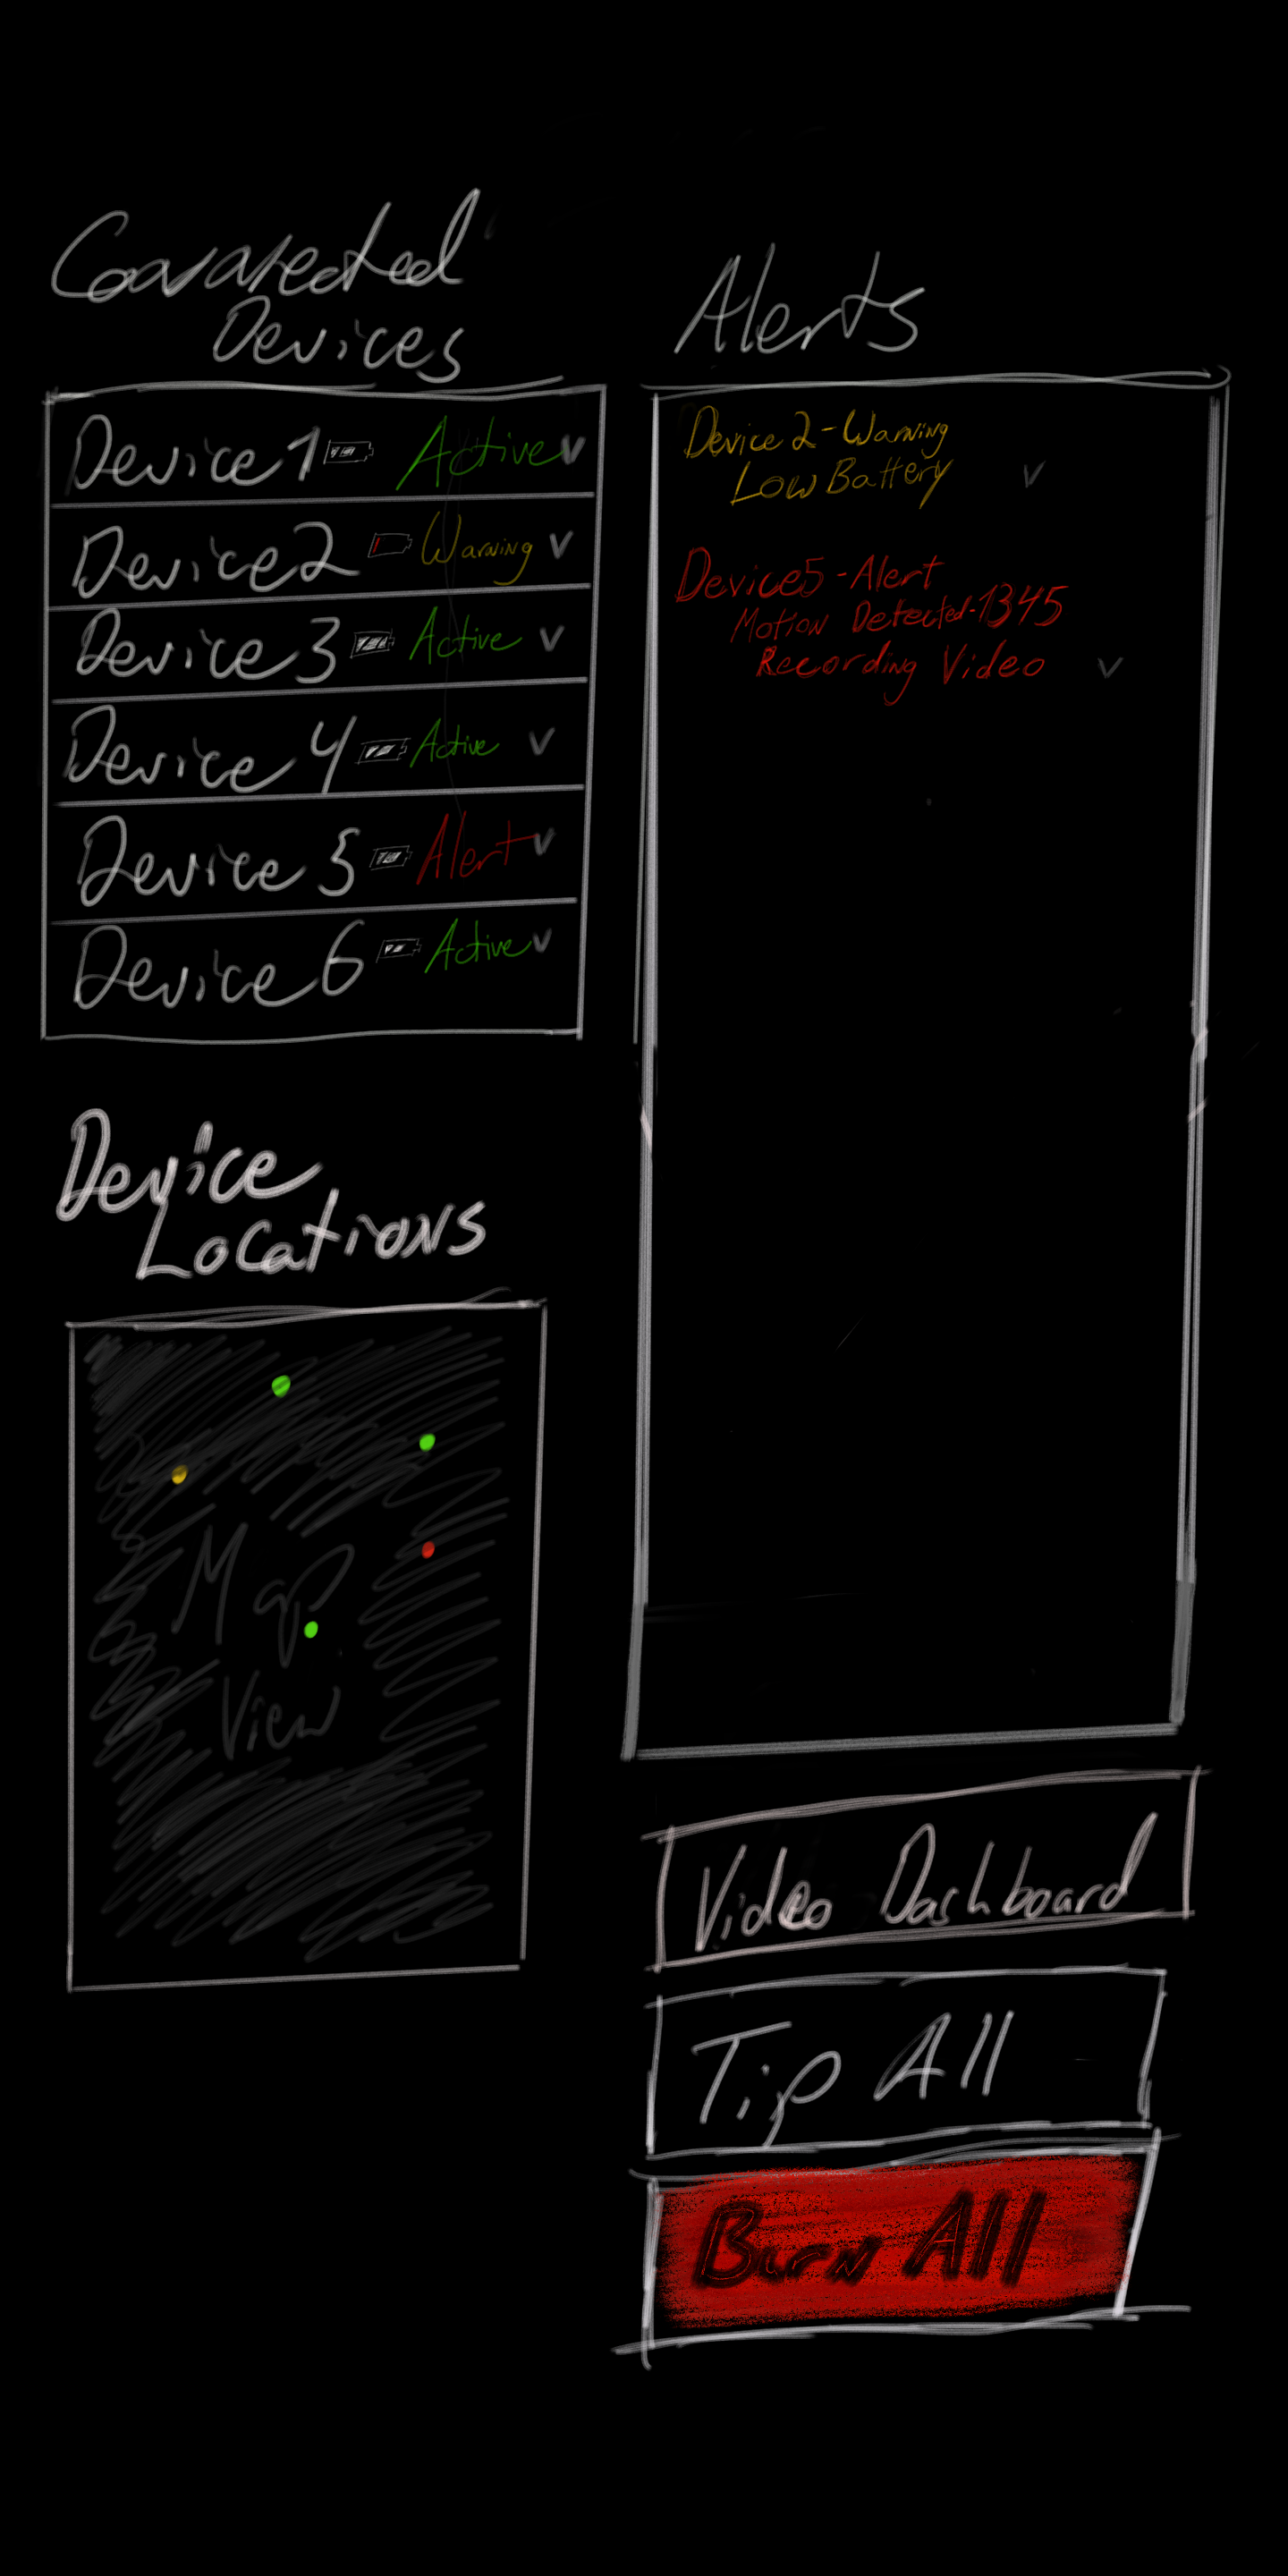 Connected
Devices
Device 1 Active
Device 2 Warning
Device 3 Active
Device 4 Active
Device 5 Alert
Device 6 Active
Device
Locations
Map
View
Alerts
Device 2 - Warning
Low Battery
Device 5 - Alert
Motion Detected - 1345
Recording Video
Video Dashboard
Tip All
Burn All